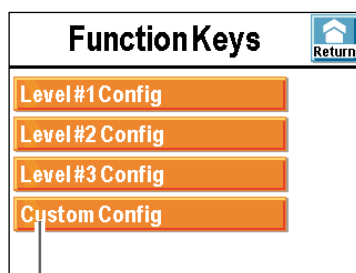 Function Keys
Return
Level #1 Config
Level #2 Config
Level #3 Config
Custom Config